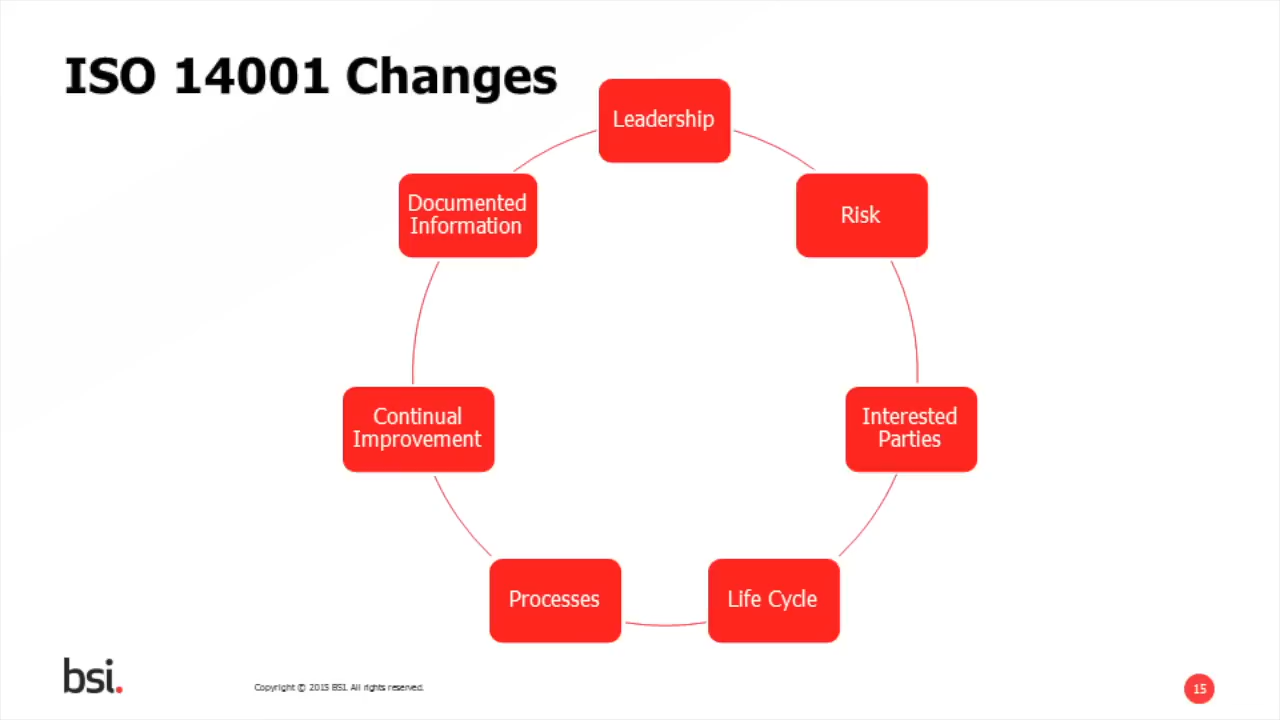 ISO 14001 Changes
Leadership
Risk
Interested
Parties
Life Cycle
Processes
Continual
Improvement
Documented
Information
bsi.
Copyright © 2015 BSI. All rights reserved.
15